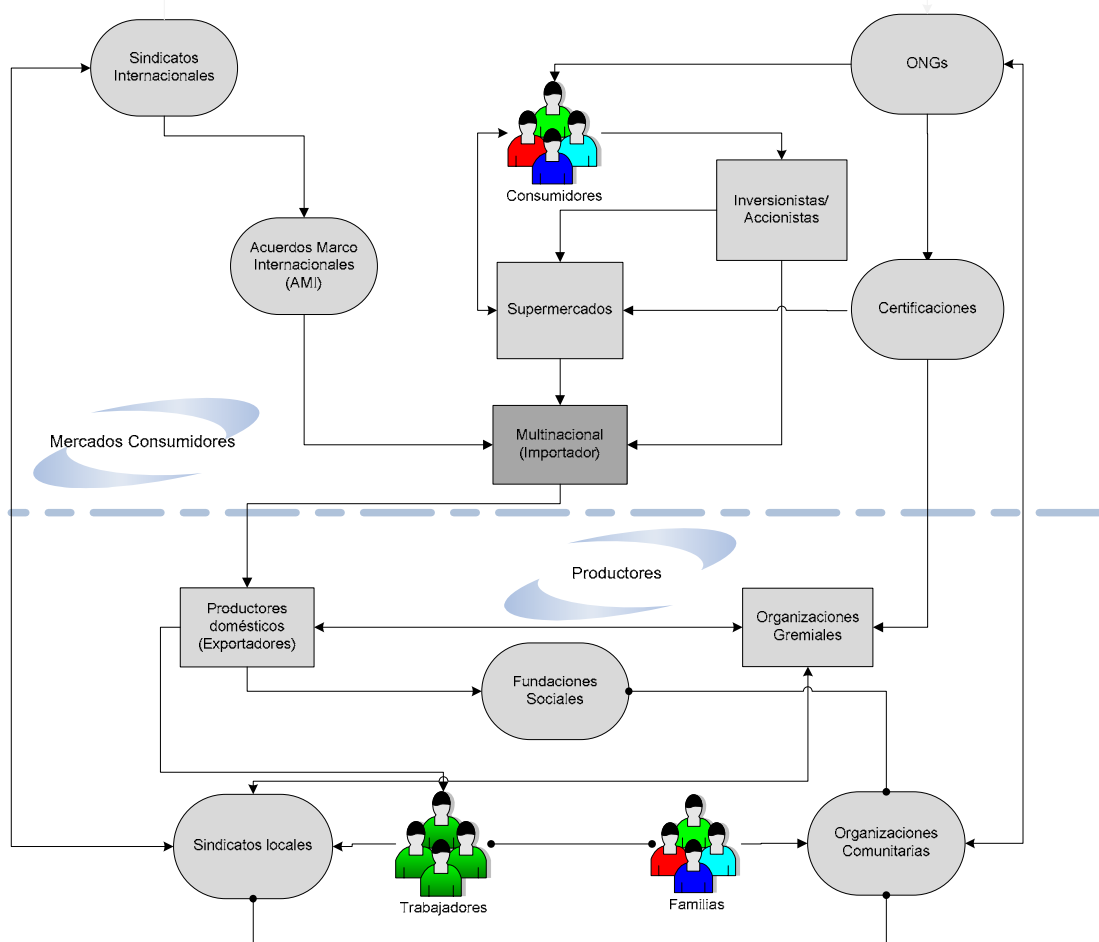 Sindicatos
Internacionales
ONGs
Consumidores
Inversionistas/
Accionistas
Acuerdos Marco
Internacionales
(AMI)
Supermercados
Certificaciones
Mercados Consumidores
Multinacional
(Importador)
Productores
Productores
domésticos
(Exportadores)
Organizaciones
Gremiales
Fundaciones
Sociales
Sindicatos locales
Trabajadores
Familias
Organizaciones
Comunitarias